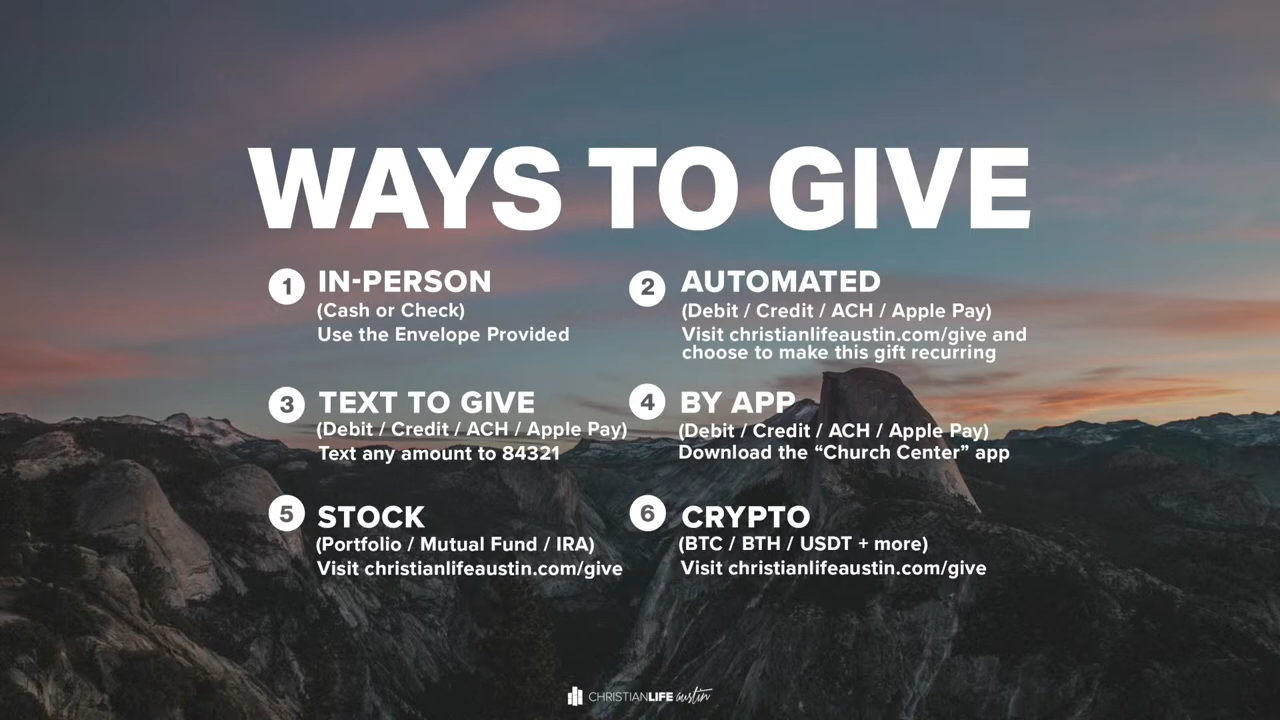 WAYS TO GIVE
1 IN-PERSON
(Cash or Check)
Use the Envelope Provided
2 AUTOMATED
(Debit / Credit / ACH / Apple Pay)
Visit christianlifeaustin.com/give and
choose to make this gift recurring
3 TEXT TO GIVE
(Debit / Credit / ACH / Apple Pay)
Text any amount to 84321
4 BY APP
(Debit / Credit / ACH / Apple Pay)
Download the “Church Center” app
5 STOCK
(Portfolio / Mutual Fund / IRA)
Visit christianlifeaustin.com/give
6 CRYPTO
(BTC / BTH / USDT + more)
Visit christianlifeaustin.com/give
CHRISTIANLIFE austin